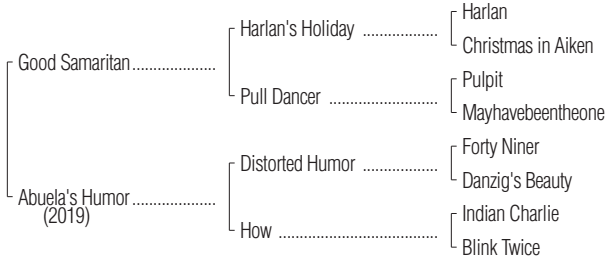 Harlan
Harlan's Holiday ..................
Christmas in Aiken
Good Samaritan....................
Pulpit
Pull Dancer ..........................
Mayhavebeentheone
Forty Niner
Distorted Humor ..................
Danzig's Beauty
Abuela's Humor....................
(2019)
Indian Charlie
How ......................................
Blink Twice